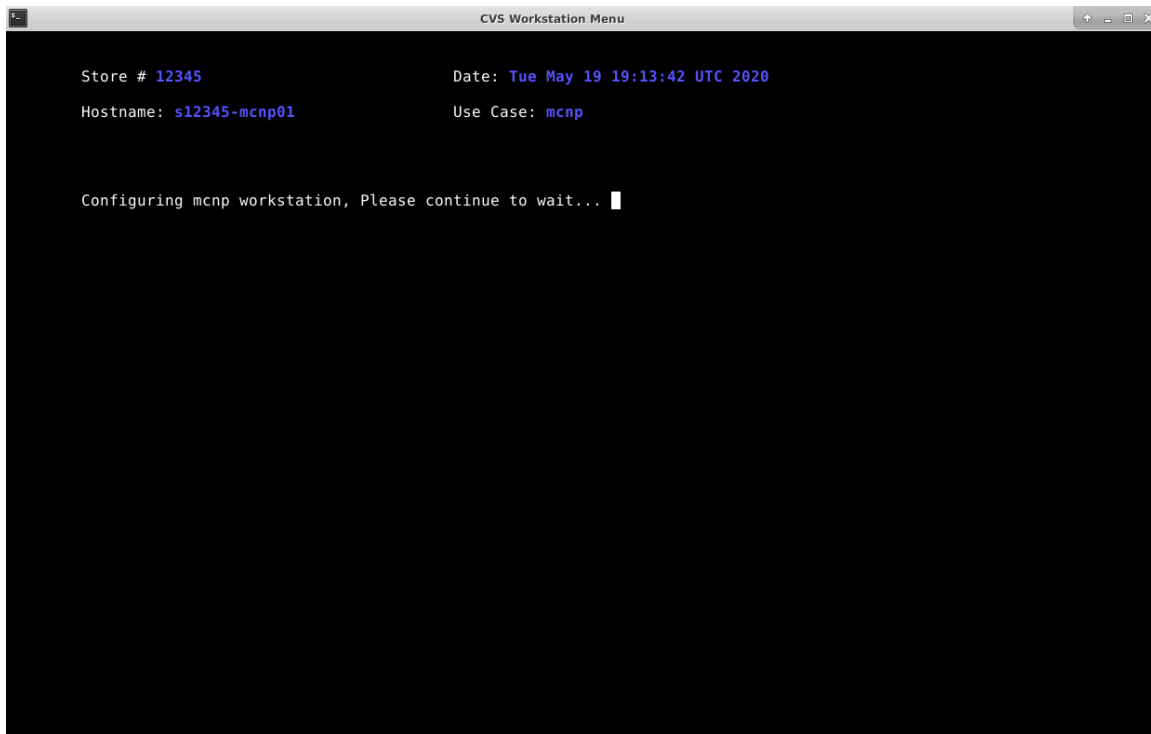 CVS Workstation Menu
Store # 12345 Date: Tue May 19 19:13:42 UTC 2020
Hostname: s12345-mcnp01 Use Case: mcnp
Configuring mcnp workstation, Please continue to wait...